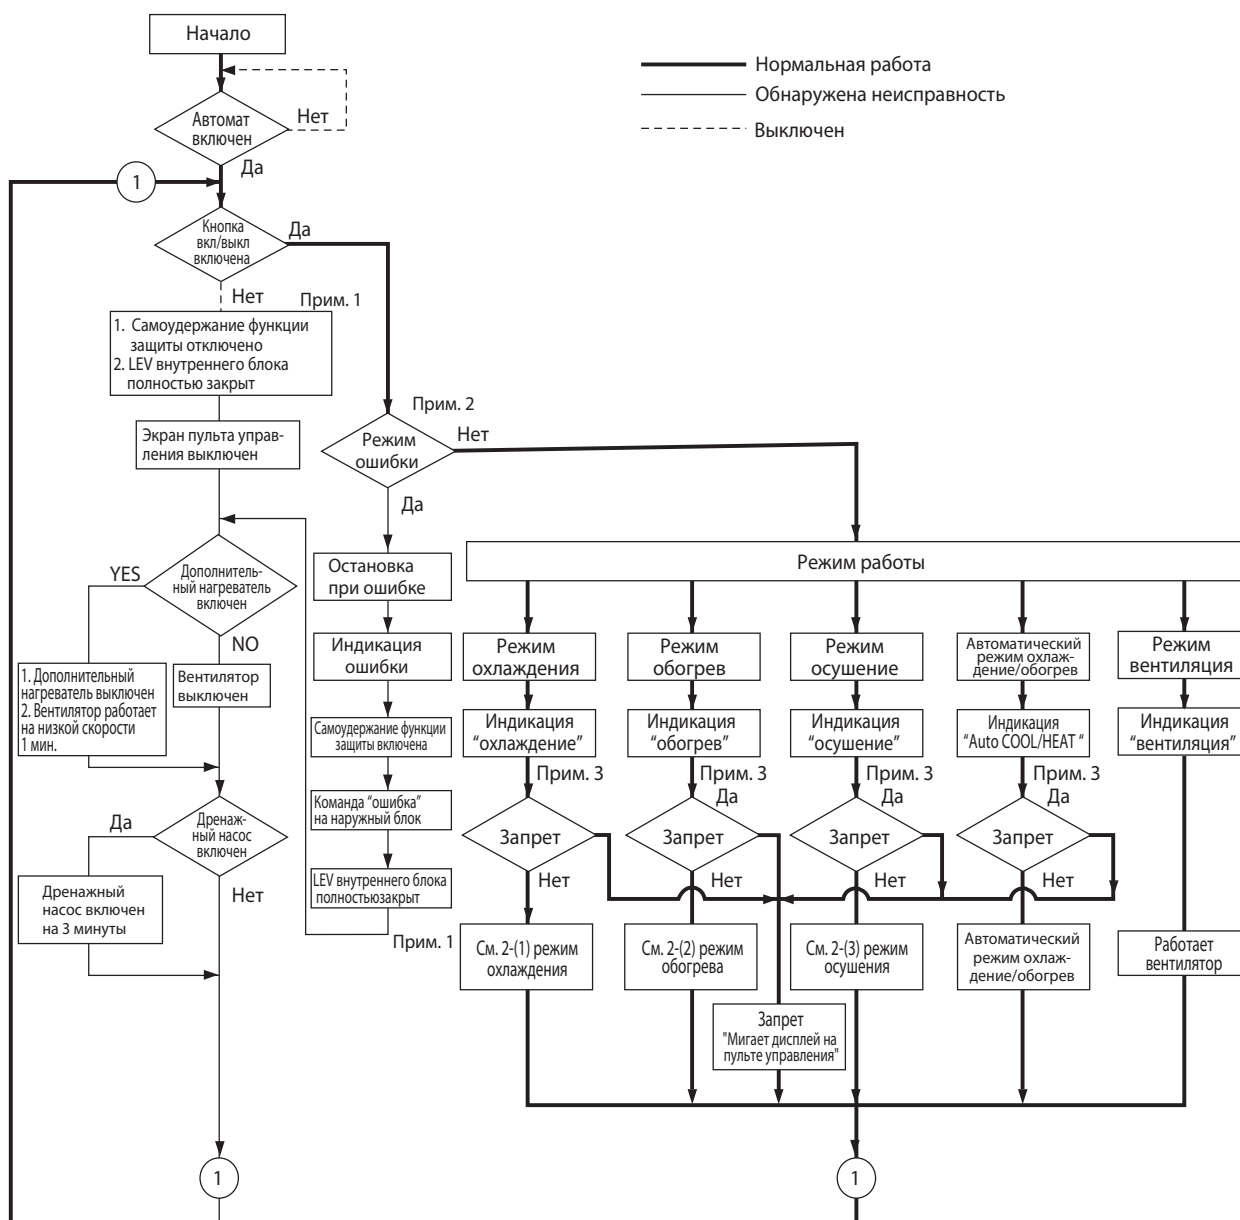 Начало
Нормальная работа
Обнаружена неисправность
Выключен
Автомат
включен
Нет
Да
1
Кнопка
вкл/выкл
включена
Да
Нет
Прим. 1
1. Самоудержание функции
защиты отключено
2. LEV внутреннего блока
полностью закрыт
Экран пульта управ-
ления выключен
Прим. 2
Режим
ошибки
Нет
Да
Режим работы
YES
Дополнитель-
ный нагреватель
включен
NO
1. Дополнительный
нагреватель выключен
2. Вентилятор работает
на низкой скорости
1 мин.
Вентилятор
выключен
Да
Дренаж-
ный насос
включен
Нет
Дренажный
насос включен
на 3 минуты
Остановка
при ошибке
Индикация
ошибки
Самоудержание функции
защиты включена
Команда "ошибка"
на наружный блок
LEV внутреннего блока
полностьюзакрыт
Прим. 1
Режим
охлаждения
Режим
обогрев
Режим
осушение
Автоматический
режим охлаж-
дение/обогрев
Режим
вентиляция
Индикация
"охлаждение"
Индикация
"обогрев"
Индикация
"осушение"
Индикация
"Auto COOL/HEAT "
Индикация
"вентиляция"
Прим. 3
Прим. 3
Прим. 3
Прим. 3
Да
Да
Да
Запрет
Запрет
Запрет
Запрет
Нет
Нет
Нет
Нет
См. 2-(1) режим
охлаждения
См. 2-(2) режим
обогрева
См. 2-(3) режим
осушения
Автоматический
режим охлаж-
дение/обогрев
Работает
вентилятор
Запрет
"Мигает дисплей на
пульте управления"
1
1